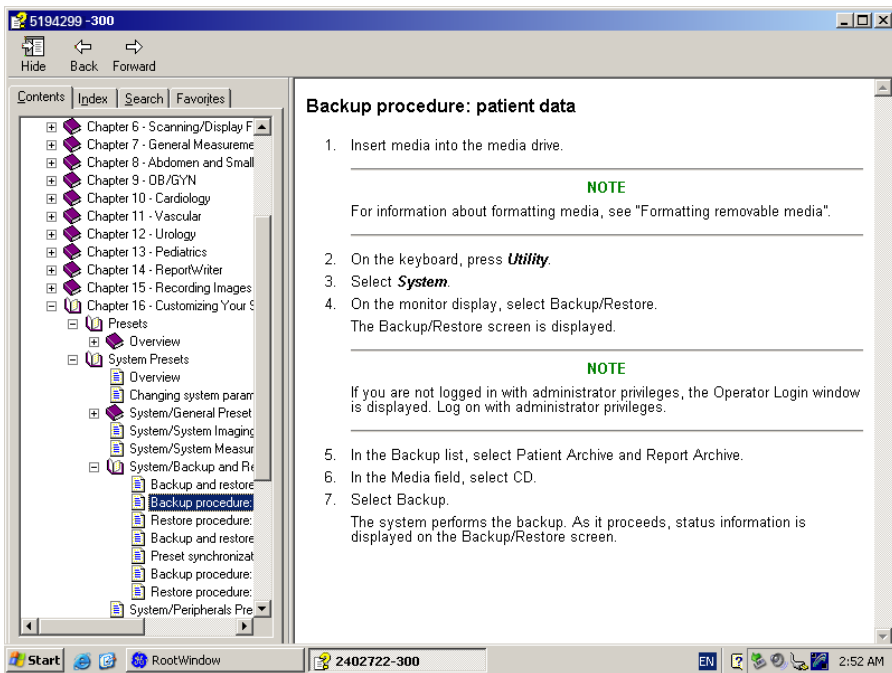 5194299 -300
Hide Back Forward
Contents Index Search Favorites
Chapter 6 - Scanning/Display F
Chapter 7 - General Measureme
Chapter 8 - Abdomen and Small
Chapter 9 - OB/GYN
Chapter 10 - Cardiology
Chapter 11 - Vascular
Chapter 12 - Urology
Chapter 13 - Pediatrics
Chapter 14 - ReportWriter
Chapter 15 - Recording Images
Chapter 16 - Customizing Your S
Presets
Overview
System Presets
Overview
Changing system param
System/General Preset
System/System Imaging
System/System Measur
System/Backup and Re
Backup and restore
Backup procedure:
Restore procedure:
Backup and restore
Preset synchronizat
Backup procedure:
Restore procedure:
System/Peripherals Pre
Backup procedure: patient data
1. Insert media into the media drive.
NOTE
For information about formatting media, see "Formatting removable media".
2. On the keyboard, press Utility.
3. Select System.
4. On the monitor display, select Backup/Restore.
The Backup/Restore screen is displayed.
NOTE
If you are not logged in with administrator privileges, the Operator Login window
is displayed. Log on with administrator privileges.
5. In the Backup list, select Patient Archive and Report Archive.
6. In the Media field, select CD.
7. Select Backup.
The system performs the backup. As it proceeds, status information is
displayed on the Backup/Restore screen.
Start RootWindow 2402722-300 EN 2:52 AM